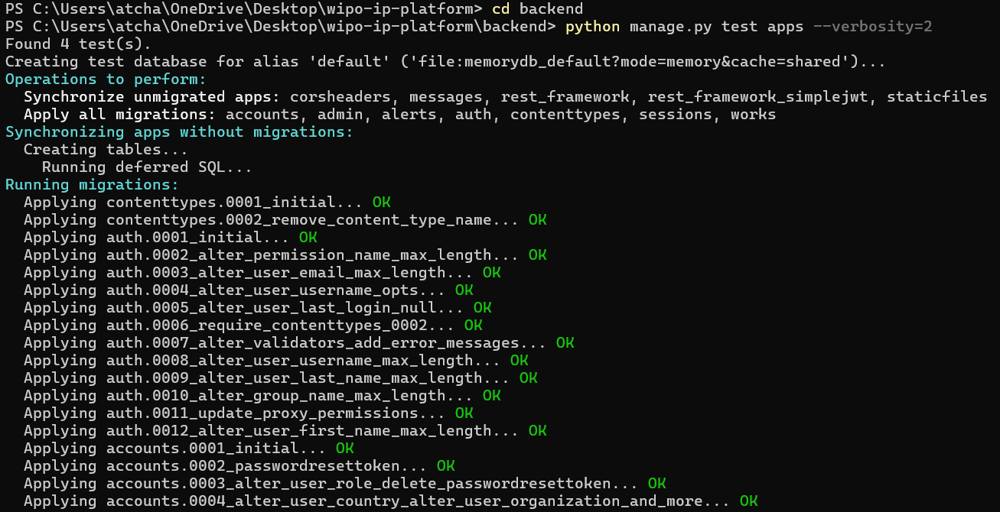 PS C:\Users\atcha\OneDrive\Desktop\wipo-ip-platform> cd backend
PS C:\Users\atcha\OneDrive\Desktop\wipo-ip-platform\backend> python manage.py test apps --verbosity=2
Found 4 test(s).
Creating test database for alias 'default' ('file:memorydb_default?mode=memory&cache=shared')...
Operations to perform:
  Synchronize unmigrated apps: corsheaders, messages, rest_framework, rest_framework_simplejwt, staticfiles
  Apply all migrations: accounts, admin, alerts, auth, contenttypes, sessions, works
Synchronizing apps without migrations:
  Creating tables...
    Running deferred SQL...
Running migrations:
  Applying contenttypes.0001_initial... OK
  Applying contenttypes.0002_remove_content_type_name... OK
  Applying auth.0001_initial... OK
  Applying auth.0002_alter_permission_name_max_length... OK
  Applying auth.0003_alter_user_email_max_length... OK
  Applying auth.0004_alter_user_username_opts... OK
  Applying auth.0005_alter_user_last_login_null... OK
  Applying auth.0006_require_contenttypes_0002... OK
  Applying auth.0007_alter_validators_add_error_messages... OK
  Applying auth.0008_alter_user_username_max_length... OK
  Applying auth.0009_alter_user_last_name_max_length... OK
  Applying auth.0010_alter_group_name_max_length... OK
  Applying auth.0011_update_proxy_permissions... OK
  Applying auth.0012_alter_user_first_name_max_length... OK
  Applying accounts.0001_initial... OK
  Applying accounts.0002_passwordresettoken... OK
  Applying accounts.0003_alter_user_role_delete_passwordresettoken... OK
  Applying accounts.0004_alter_user_country_alter_user_organization_and_more... OK